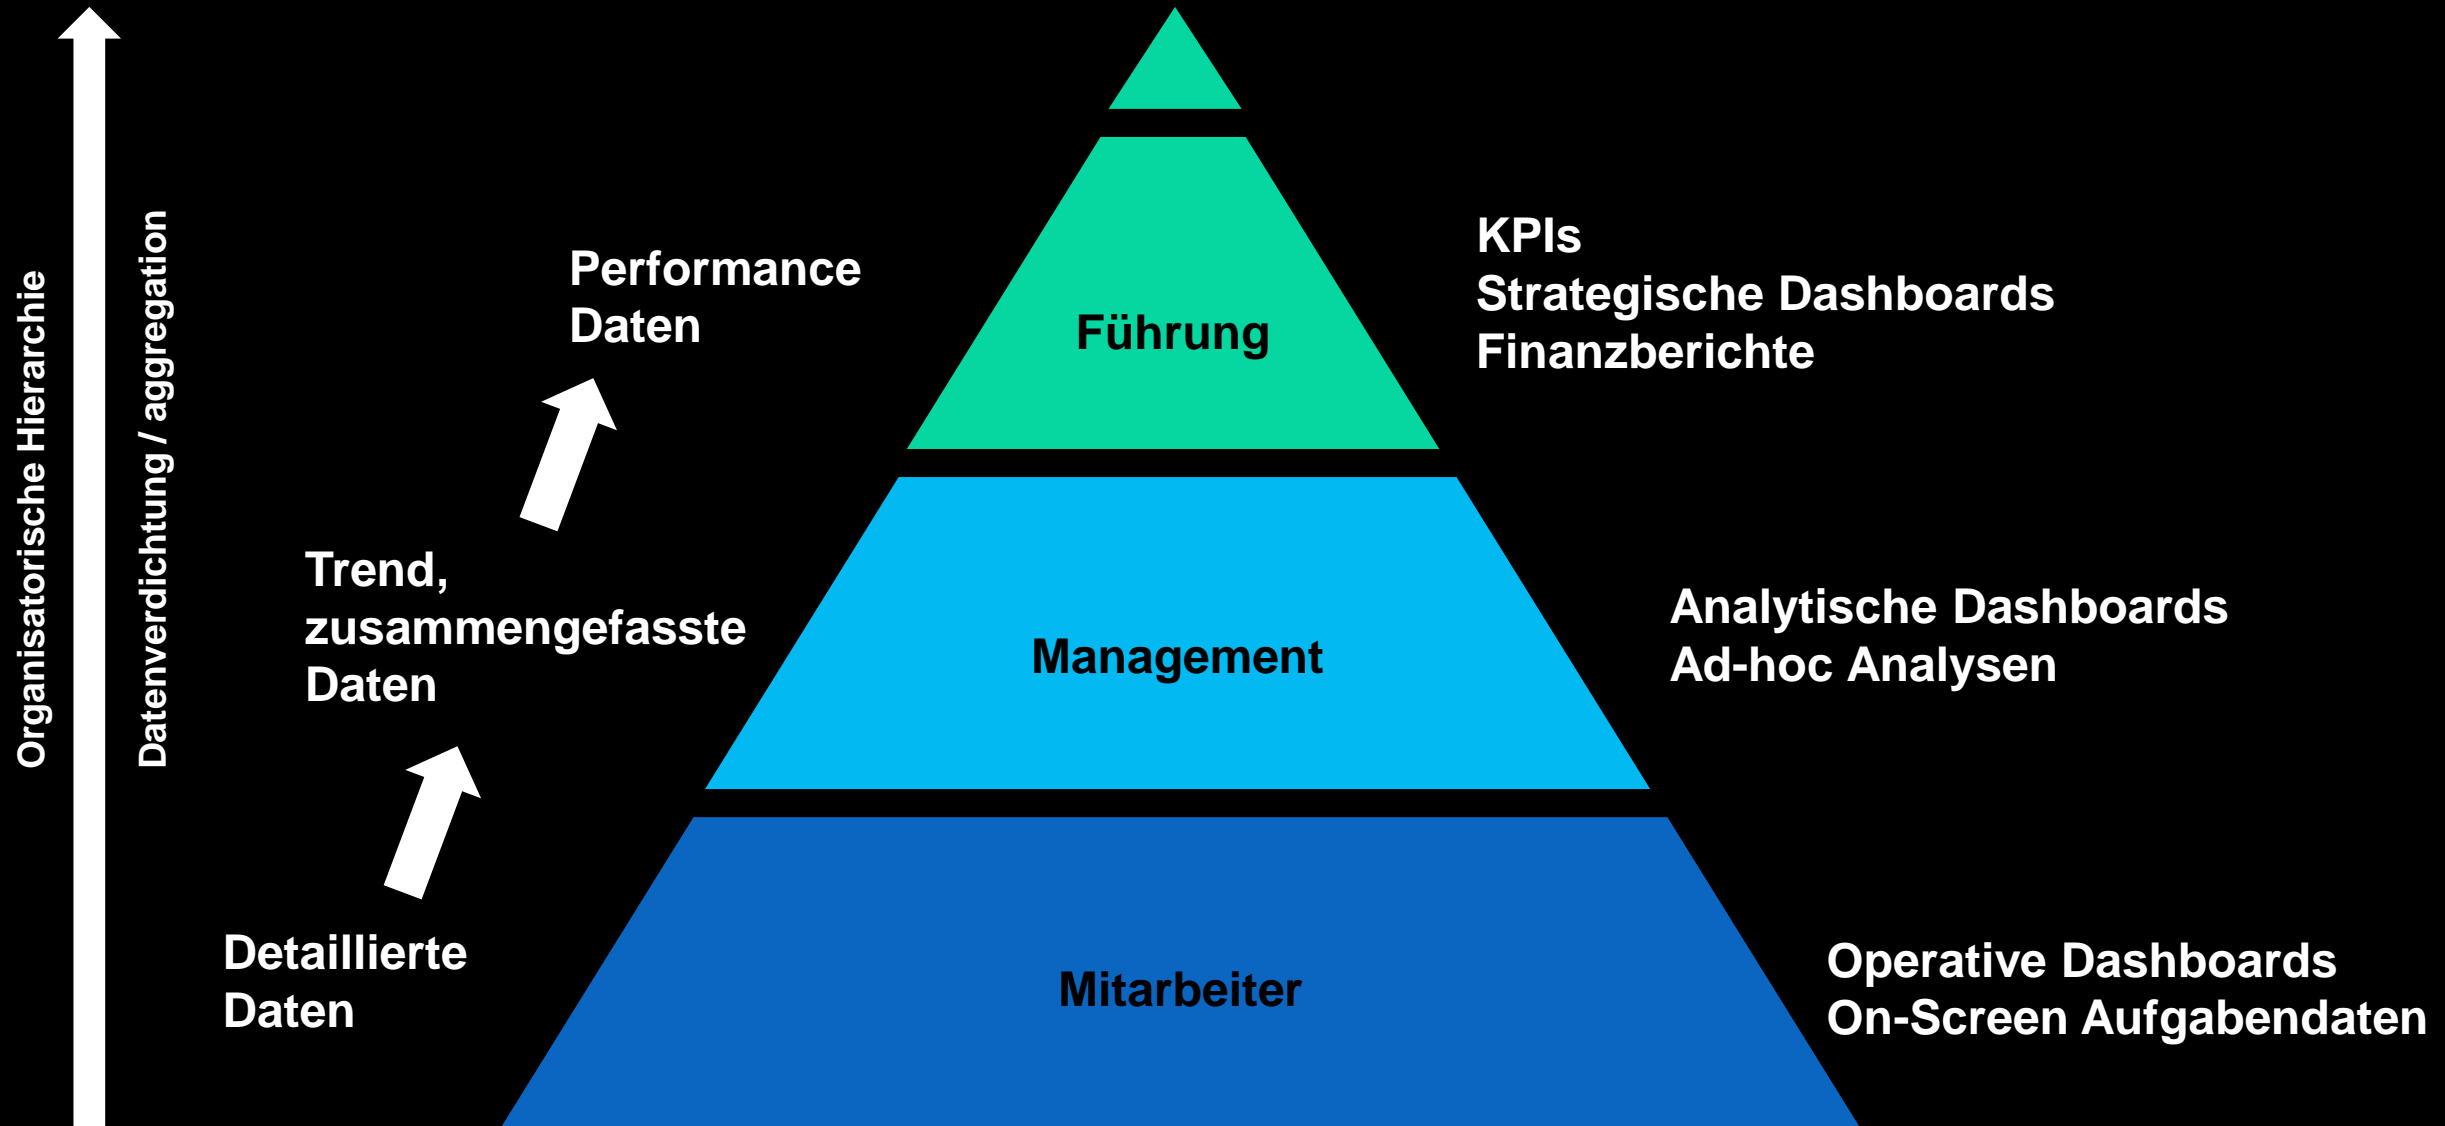 Organisatorische Hierarchie
Datenverdichtung / aggregation
Performance
Daten
Führung
KPIs
Strategische Dashboards
Finanzberichte
Trend,
zusammengefasste
Daten
Management
Analytische Dashboards
Ad-hoc Analysen
Detaillierte
Daten
Mitarbeiter
Operative Dashboards
On-Screen Aufgabendaten